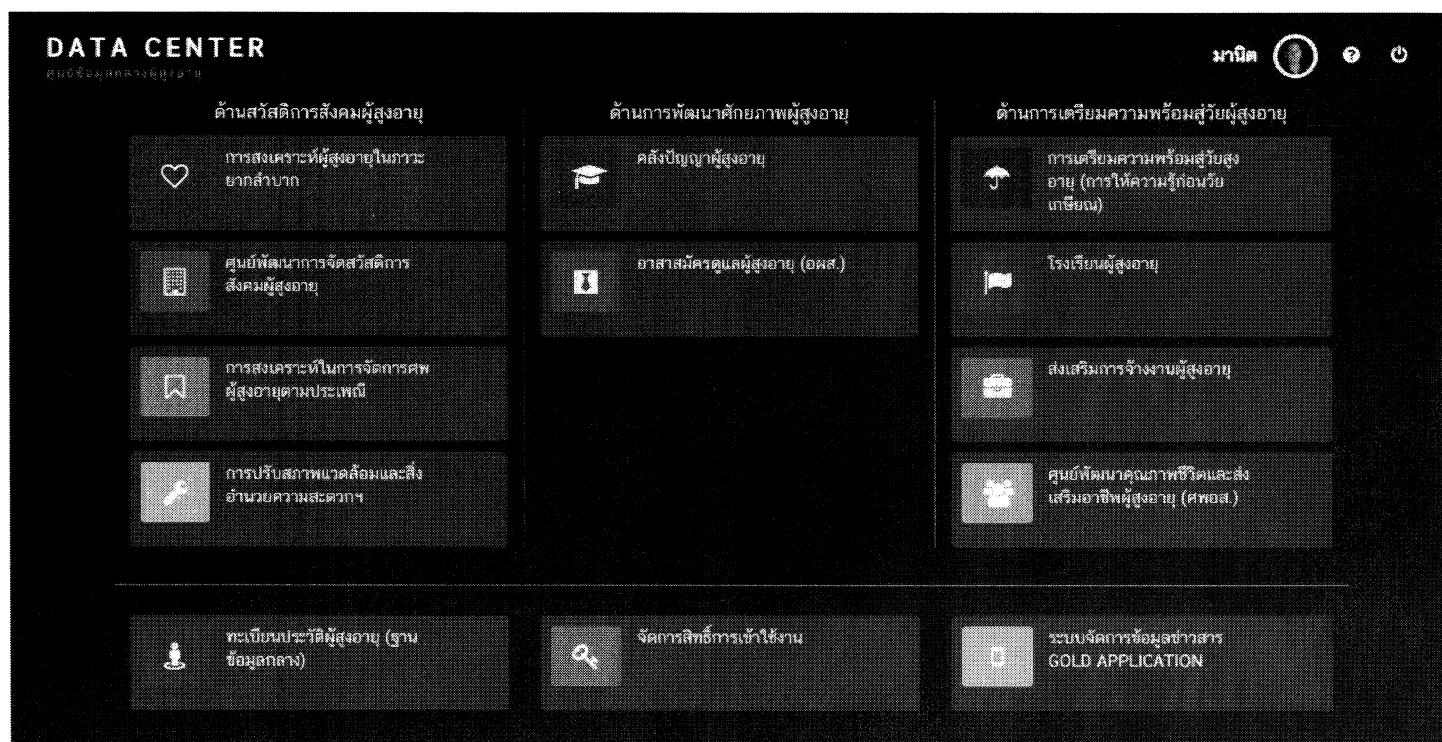 DATA CENTER
ศูนย์ข้อมูลกลางผู้สูงอายุ
มานิต
ด้านสวัสดิการสังคมผู้สูงอายุ
การสงเคราะห์ผู้สูงอายุในภาวะ
ยากลำบาก
ศูนย์พัฒนาการจัดสวัสดิการ
สังคมผู้สูงอายุ
การสงเคราะห์ในการจัดการศพ
ผู้สูงอายุตามประเพณี
การปรับสภาพแวดล้อมและสิ่ง
อำนวยความสะดวกฯ
ด้านการพัฒนาศักยภาพผู้สูงอายุ
คลังปัญญาผู้สูงอายุ
อาสาสมัครดูแลผู้สูงอายุ (อผส.)
ด้านการเตรียมความพร้อมสู่วัยผู้สูงอายุ
การเตรียมความพร้อมสู่วัยสูง
อายุ (การให้ความรู้ก่อนวัย
เกษียณ)
โรงเรียนผู้สูงอายุ
ส่งเสริมการจ้างงานผู้สูงอายุ
ศูนย์พัฒนาคุณภาพชีวิตและส่ง
เสริมอาชีพผู้สูงอายุ (ศพอส.)
ทะเบียนประวัติผู้สูงอายุ (ฐาน
ข้อมูลกลาง)
จัดการสิทธิ์การเข้าใช้งาน
ระบบจัดการข้อมูลข่าวสาร
GOLD APPLICATION